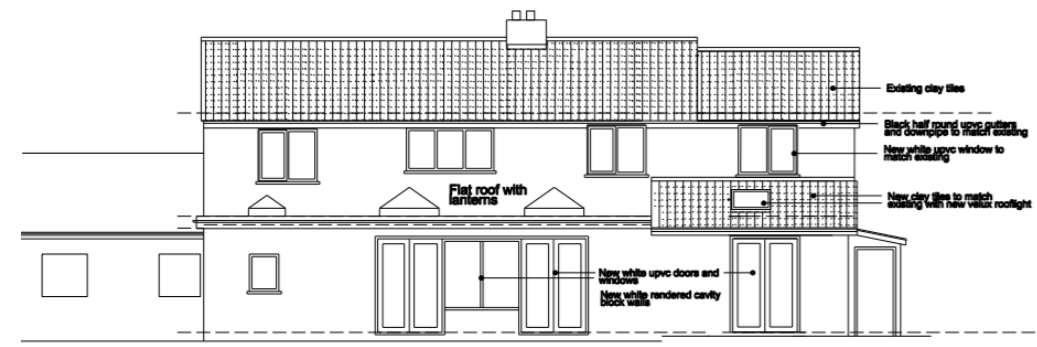 Existing clay tiles
Black half round upvc gutters
and downpipe to match existing
New white upvc window to
match existing
Flat roof with
lanterns
New clay tiles to match
existing with new velux rooflight
New white upvc doors and
windows
New white rendered cavity
block walls